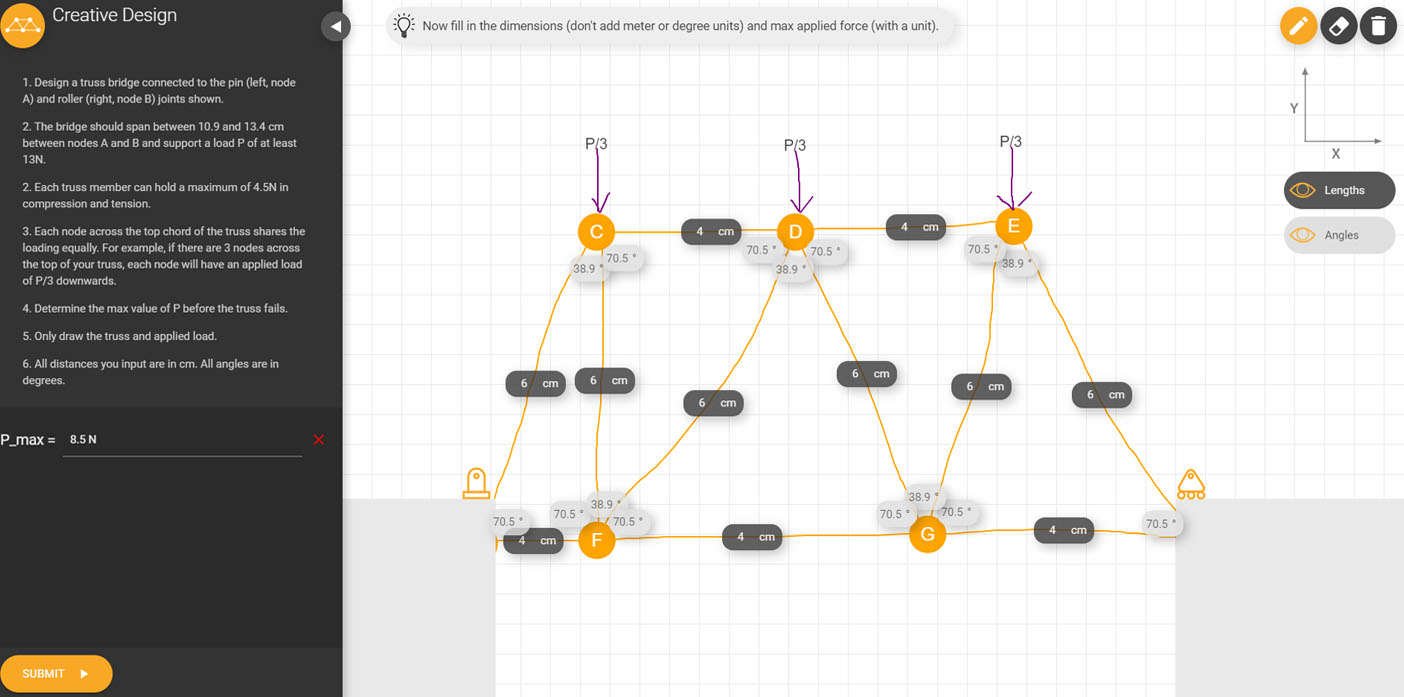 Creative Design
Now fill in the dimensions (don't add meter or degree units) and max applied force (with a unit).
1. Design a truss bridge connected to the pin (left, node
A) and roller (right, node B) joints shown.
2. The bridge should span between 10.9 and 13.4 cm
between nodes A and B and support a load P of at least
13N.
2. Each truss member can hold a maximum of 4.5N in
compression and tension.
3. Each node across the top chord of the truss shares the
loading equally. For example, if there are 3 nodes across
the top of your truss, each node will have an applied load
of P/3 downwards.
4. Determine the max value of P before the truss fails.
5. Only draw the truss and applied load.
6. All distances you input are in cm. All angles are in
degrees.
P_max = 8.5 N
SUBMIT
P/3
P/3
P/3
Y
X
Lengths
Angles
C
4 cm
D
4 cm
E
38.9 °
70.5 °
70.5 °
38.9 °
70.5 °
70.5 °
38.9 °
6 cm
6 cm
6 cm
6 cm
6 cm
6 cm
70.5 °
70.5 °
38.9 °
70.5 °
70.5 °
38.9 °
70.5 °
70.5 °
4 cm
F
4 cm
G
4 cm